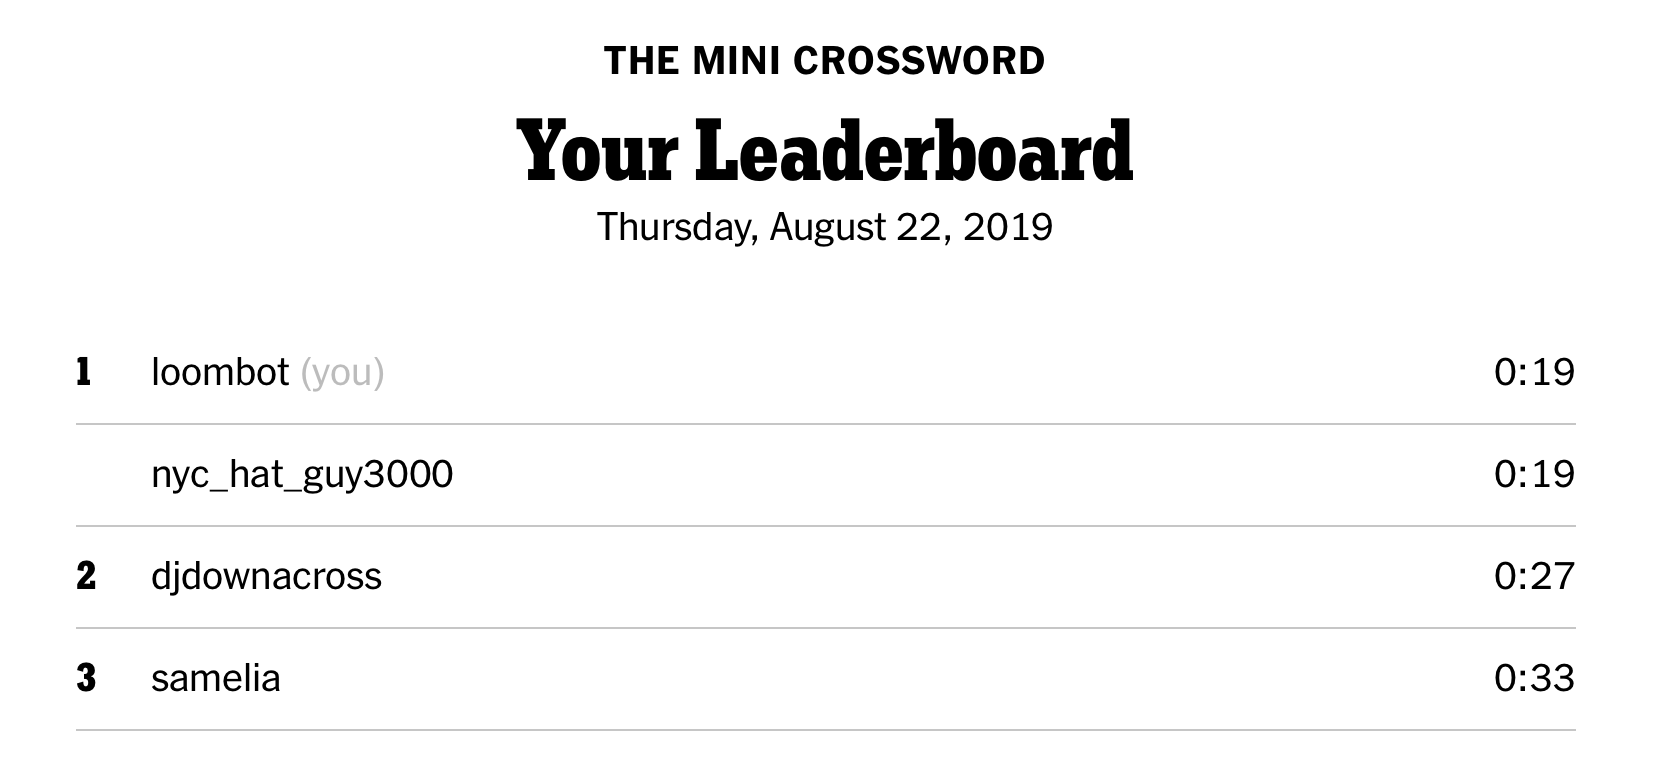 THE MINI CROSSWORD
Your Leaderboard
Thursday, August 22, 2019
1 loombot (you) 0:19
nyc_hat_guy3000 0:19
2 djdownacross 0:27
3 samelia 0:33